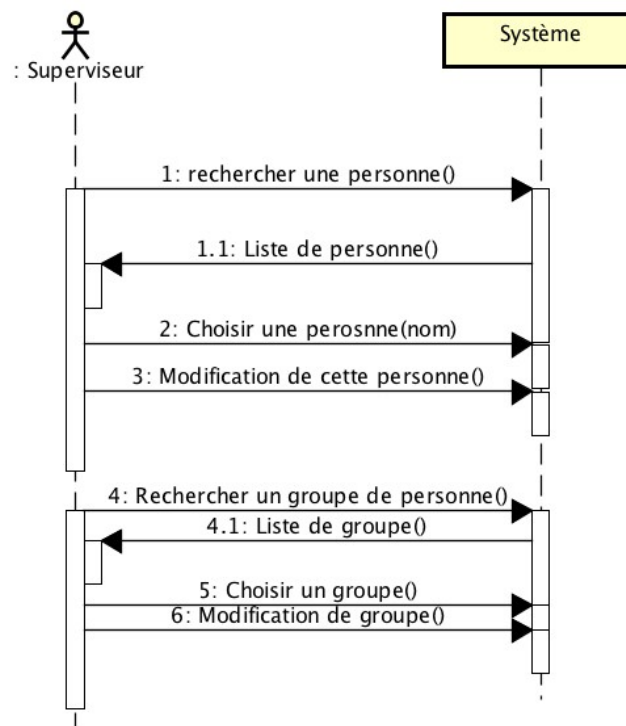 : Superviseur
Système
1: rechercher une personne()
1.1: Liste de personne()
2: Choisir une perosnne(nom)
3: Modification de cette personne()
4: Rechercher un groupe de personne()
4.1: Liste de groupe()
5: Choisir un groupe()
6: Modification de groupe()